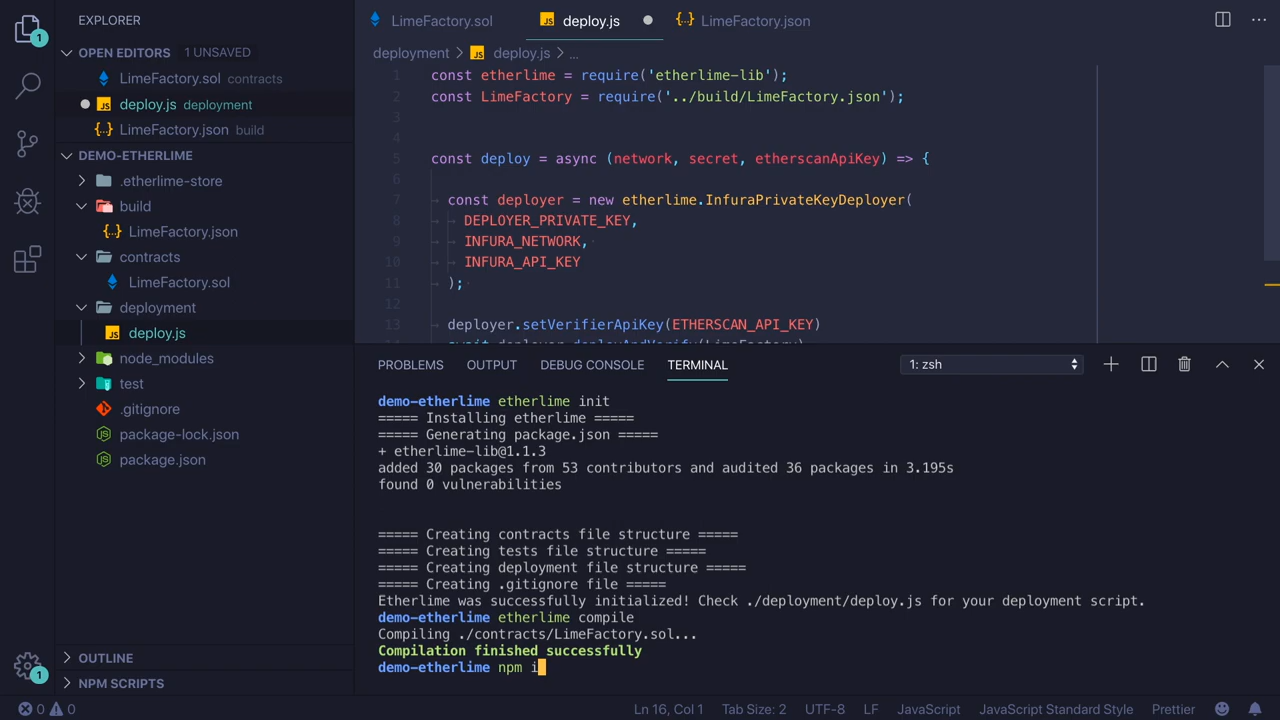 EXPLORER
OPEN EDITORS 1 UNSAVED
LimeFactory.sol contracts
deploy.js deployment
LimeFactory.json build
DEMO-ETHERLIME
.etherlime-store
build
LimeFactory.json
contracts
LimeFactory.sol
deployment
deploy.js
node_modules
test
.gitignore
package-lock.json
package.json
OUTLINE
NPM SCRIPTS
LimeFactory.sol deploy.js LimeFactory.json
deployment > deploy.js > ...
1 const etherlime = require('etherlime-lib');
2 const LimeFactory = require('../build/LimeFactory.json');
3
4
5 const deploy = async (network, secret, etherscanApiKey) => {
6
7 const deployer = new etherlime.InfuraPrivateKeyDeployer(
8 DEPLOYER_PRIVATE_KEY,
9 INFURA_NETWORK,
10 INFURA_API_KEY
11 );
12
13 deployer.setVerifierApiKey(ETHERSCAN_API_KEY)
14 await deployer.deployAndVerify(LimeFactory)
PROBLEMS OUTPUT DEBUG CONSOLE TERMINAL 1: zsh
demo-etherlime etherlime init
===== Installing etherlime =====
===== Generating package.json =====
+ etherlime-lib@1.1.3
added 30 packages from 53 contributors and audited 36 packages in 3.195s
found 0 vulnerabilities
===== Creating contracts file structure =====
===== Creating tests file structure =====
===== Creating deployment file structure =====
===== Creating .gitignore file =====
Etherlime was successfully initialized! Check ./deployment/deploy.js for your deployment script.
demo-etherlime etherlime compile
Compiling ./contracts/LimeFactory.sol...
Compilation finished successfully
demo-etherlime npm i
1
1
0 0 Ln 16, Col 1 Tab Size: 2 UTF-8 LF JavaScript JavaScript Standard Style Prettier